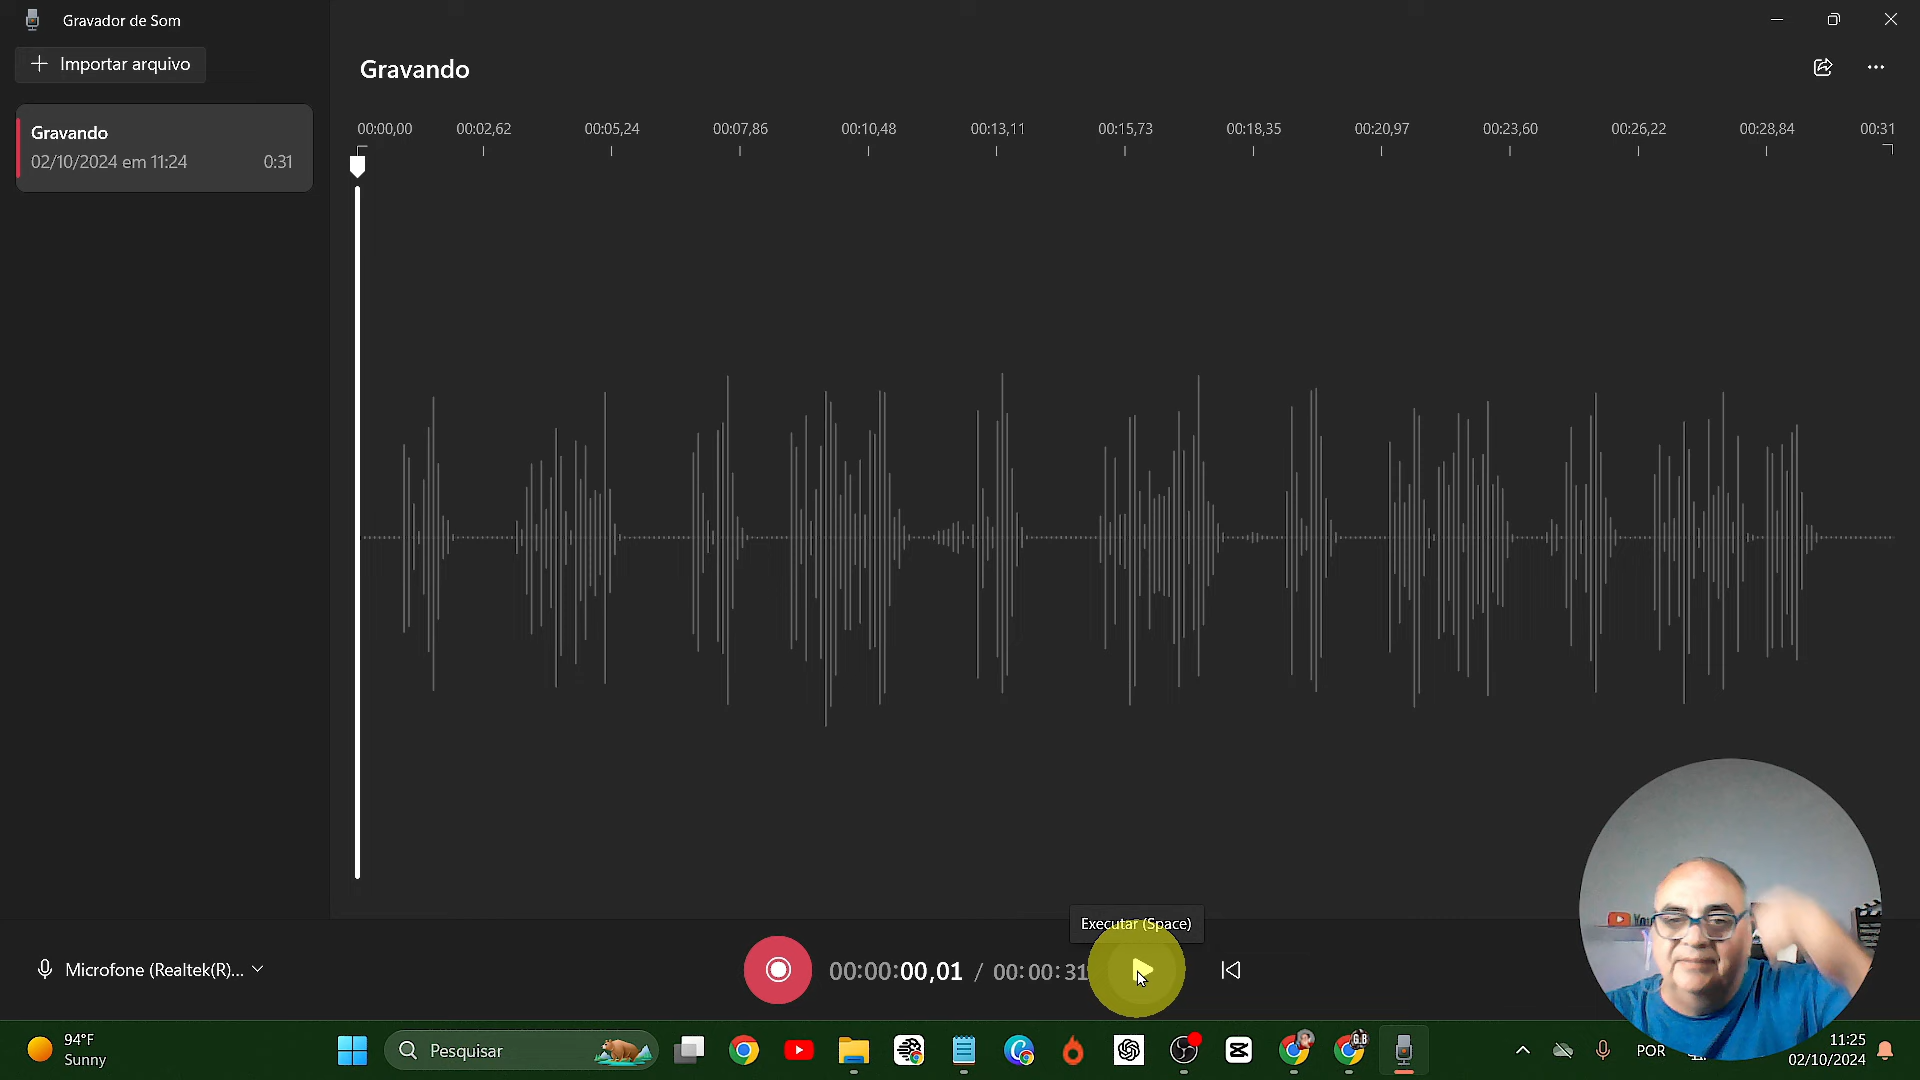 Gravador de Som
Importar arquivo
Gravando
Gravando
02/10/2024 em 11:24 0:31
00:00,00 00:02,62 00:05,24 00:07,86 00:10,48 00:13,11 00:15,73 00:18,35 00:20,97 00:23,60 00:26,22 00:28,84 00:31
Executar (Space)
Microfone (Realtek(R)...
00:00:00,01 / 00:00:31
94°F
Sunny
Pesquisar
G.B
POR
11:25
02/10/2024